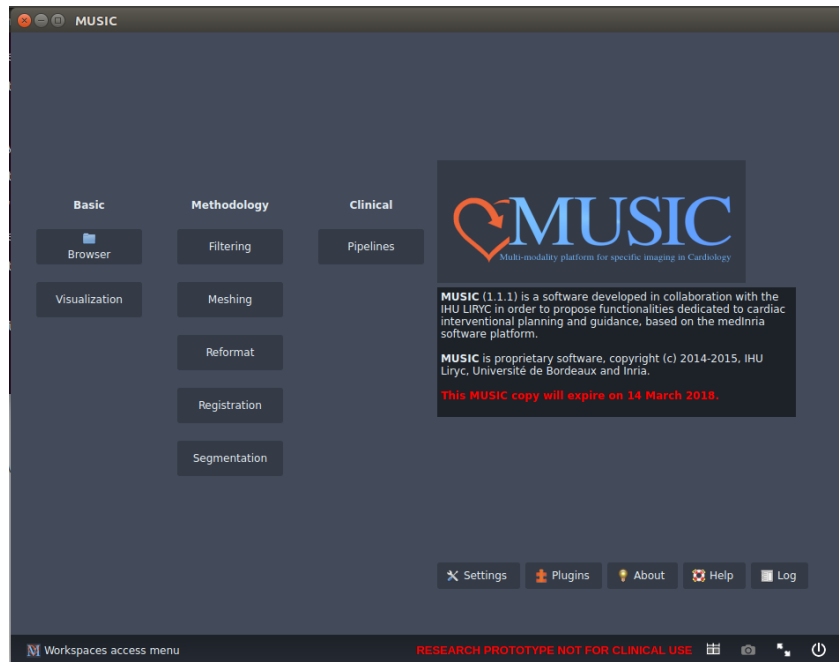 MUSIC
Basic
Methodology
Clinical
Browser
Filtering
Pipelines
Visualization
Meshing
Reformat
Registration
Segmentation
MUSIC
Multi-modality platform for specific imaging in Cardiology
MUSIC (1.1.1) is a software developed in collaboration with the
IHU LIRYC in order to propose functionalities dedicated to cardiac
interventional planning and guidance, based on the medInria
software platform.
MUSIC is proprietary software, copyright (c) 2014-2015, IHU
Liryc, Université de Bordeaux and Inria.
This MUSIC copy will expire on 14 March 2018.
Settings
Plugins
About
Help
Log
Workspaces access menu
RESEARCH PROTOTYPE NOT FOR CLINICAL USE